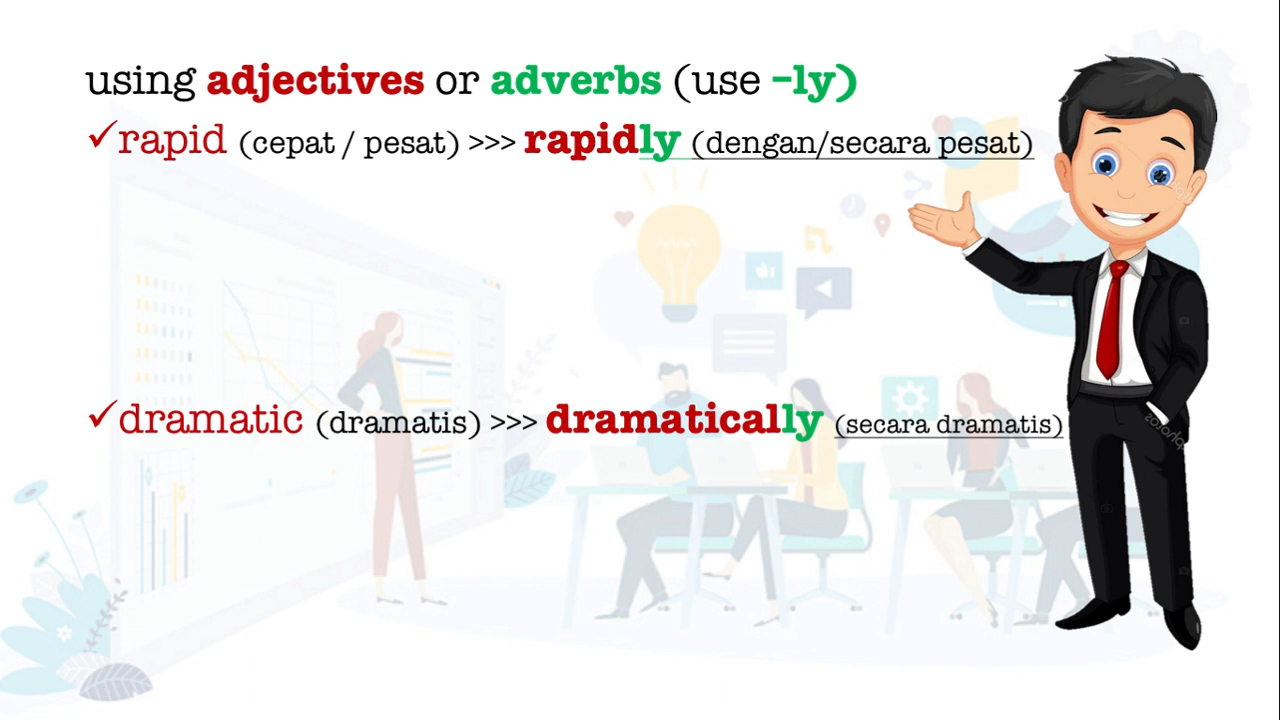 using adjectives or adverbs (use –ly)
✓rapid (cepat / pesat) >>> rapidly (dengan/secara pesat)
✓dramatic (dramatis) >>> dramatically (secara dramatis)